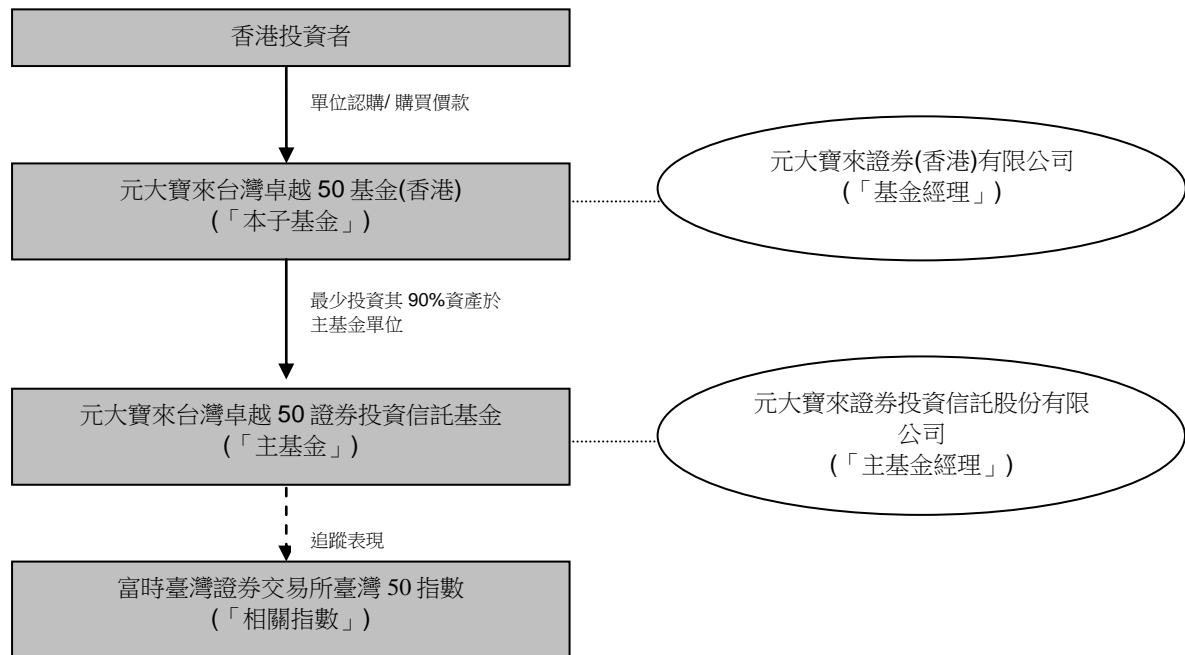 香港投資者
單位認購/ 購買價款
元大寶來台灣卓越 50 基金(香港)
(「本子基金」)
元大寶來證券(香港)有限公司
(「基金經理」)
最少投資其 90%資產於
主基金單位
元大寶來台灣卓越 50 證券投資信託基金
(「主基金」)
元大寶來證券投資信託股份有限
公司
(「主基金經理」)
追蹤表現
富時臺灣證券交易所臺灣 50 指數
(「相關指數」)